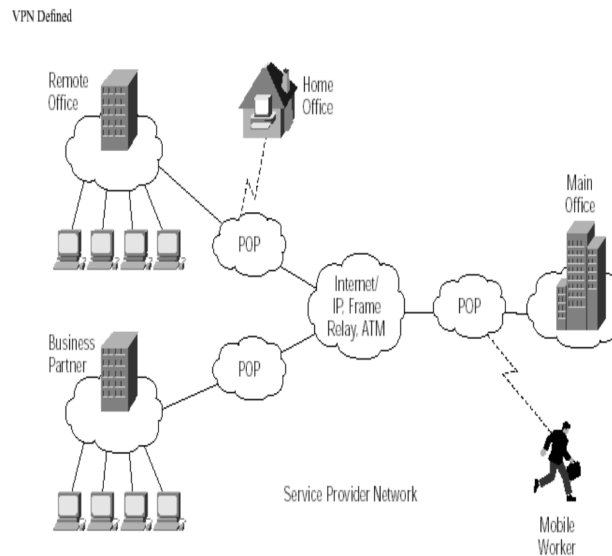 VPN Defined
Remote
Office
Home
Office
Main
Office
POP
Internet/
IP, Frame
Relay, ATM
POP
Business
Partner
POP
Service Provider Network
Mobile
Worker